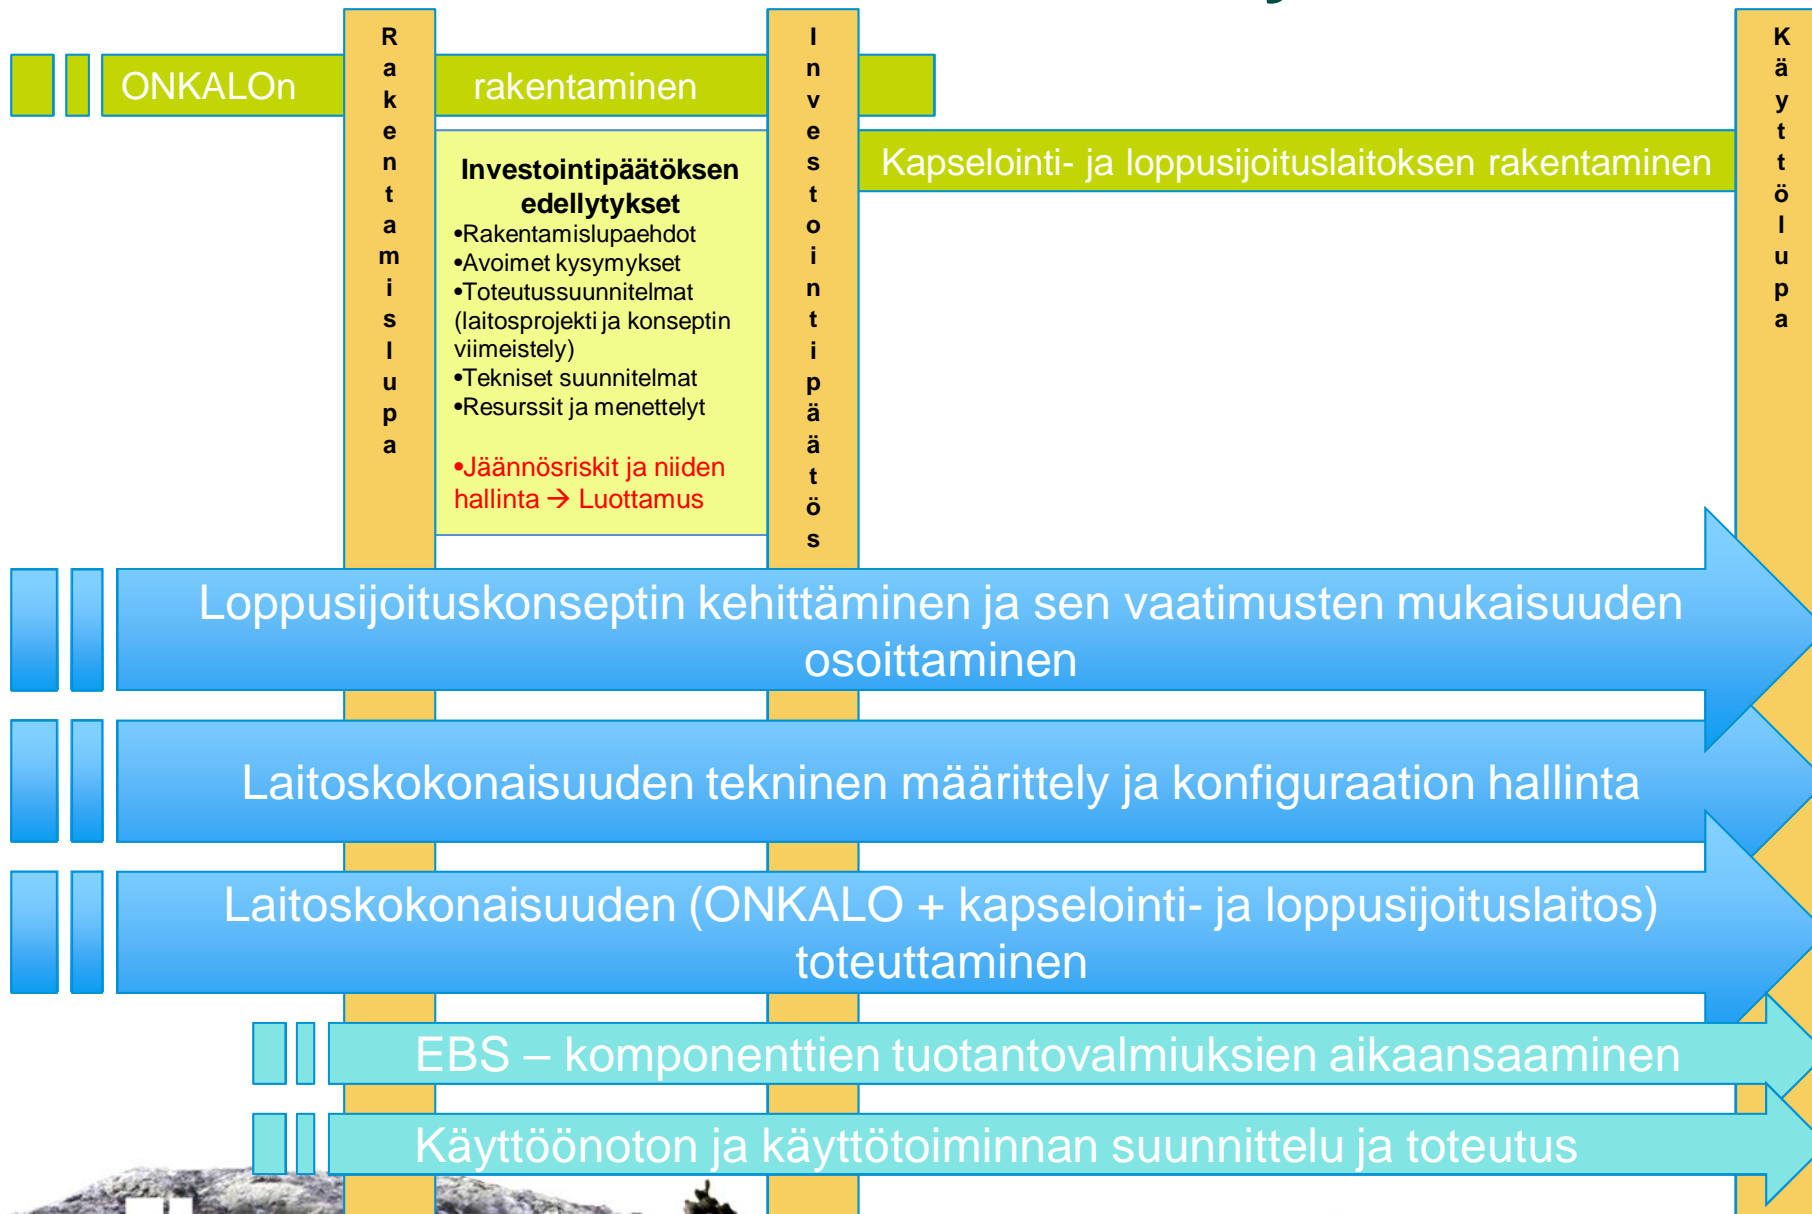 Rakentamislupa
Investointipäätös
Käyttölupa
ONKALOn rakentaminen
Kapselointi- ja loppusijoituslaitoksen rakentaminen
Investointipäätöksen
edellytykset
•Rakentamislupaehdot
•Avoimet kysymykset
•Toteutussuunnitelmat
(laitosprojekti ja konseptin
viimeistely)
•Tekniset suunnitelmat
•Resurssit ja menettelyt
•Jäännösriskit ja niiden
hallinta → Luottamus
Loppusijoituskonseptin kehittäminen ja sen vaatimusten mukaisuuden
osoittaminen
Laitoskokonaisuuden tekninen määrittely ja konfiguraation hallinta
Laitoskokonaisuuden (ONKALO + kapselointi- ja loppusijoituslaitos)
toteuttaminen
EBS – komponenttien tuotantovalmiuksien aikaansaaminen
Käyttöönoton ja käyttötoiminnan suunnittelu ja toteutus